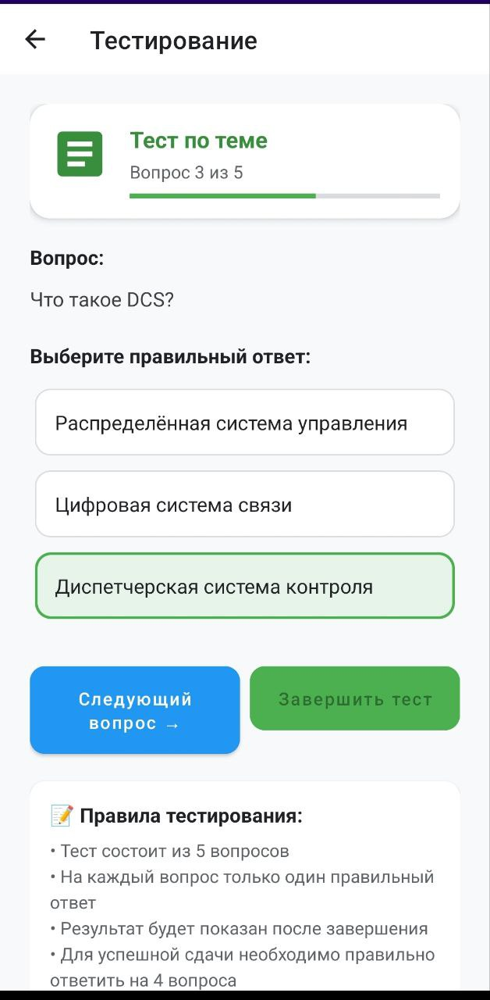 Тестирование
Тест по теме
Вопрос 3 из 5
Вопрос:
Что такое DCS?
Выберите правильный ответ:
Распределённая система управления
Цифровая система связи
Диспетчерская система контроля
Следующий
вопрос →
Завершить тест
📝 Правила тестирования:
• Тест состоит из 5 вопросов
• На каждый вопрос только один правильный
ответ
• Результат будет показан после завершения
• Для успешной сдачи необходимо правильно
ответить на 4 вопроса